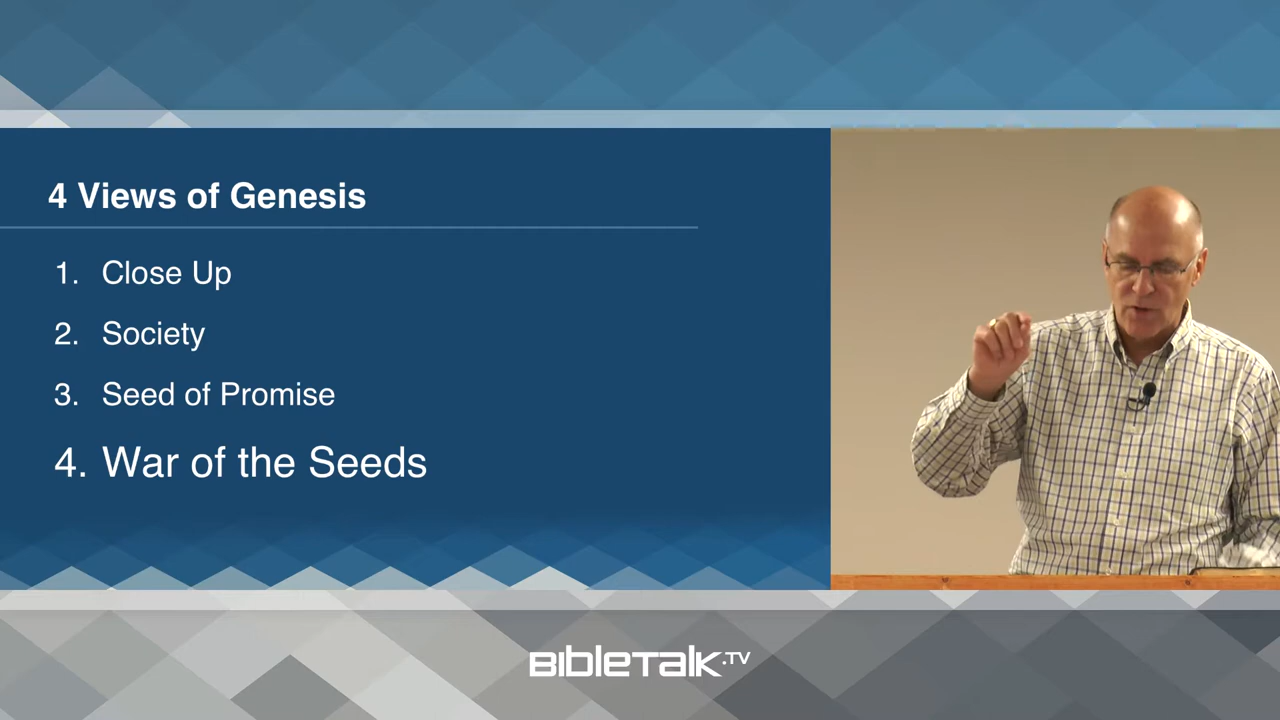 4 Views of Genesis
1. Close Up
2. Society
3. Seed of Promise
4. War of the Seeds
BIBLETALK.TV